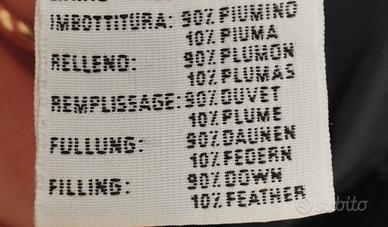 IMBOTTITURA: 90% PIUMINO
10% PIUMA
RELLENO: 90% PLUMON
10% PLUMAS
REMPLISSAGE: 90% DUVET
10% PLUME
FULLUNG: 90% DAUNEN
10% FEDERN
FILLING: 90% DOWN
10% FEATHER
subito